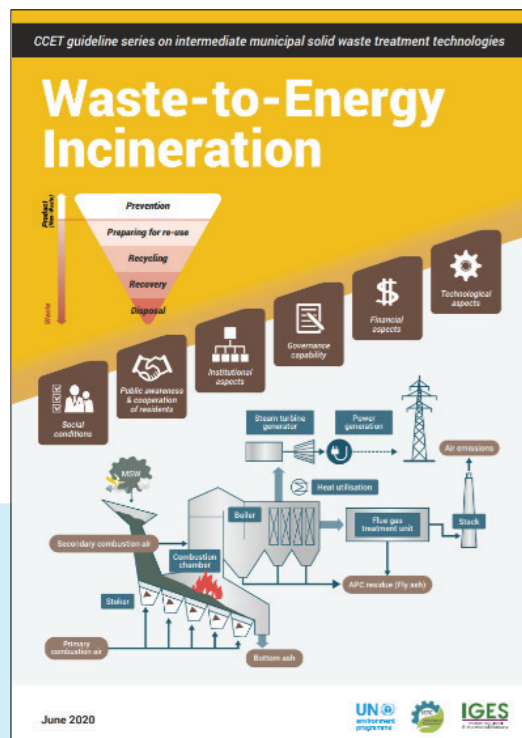 CCET guideline series on intermediate municipal solid waste treatment technologies
Waste-to-Energy
Incineration
Product
(Non-Waste)
Waste
Prevention
Preparing for re-use
Recycling
Recovery
Disposal
Social
conditions
Public awareness
& cooperation
of residents
Institutional
aspects
Governance
capability
Financial
aspects
Technological
aspects
Steam turbine
generator
Power
generation
Air emissions
MSW
Heat utilisation
Boiler
Flue gas
treatment unit
Stack
Secondary combustion air
Combustion
chamber
Stoker
APC residue (Fly ash)
Primary
combustion air
Bottom ash
June 2020
UN
environment
programme
IGES